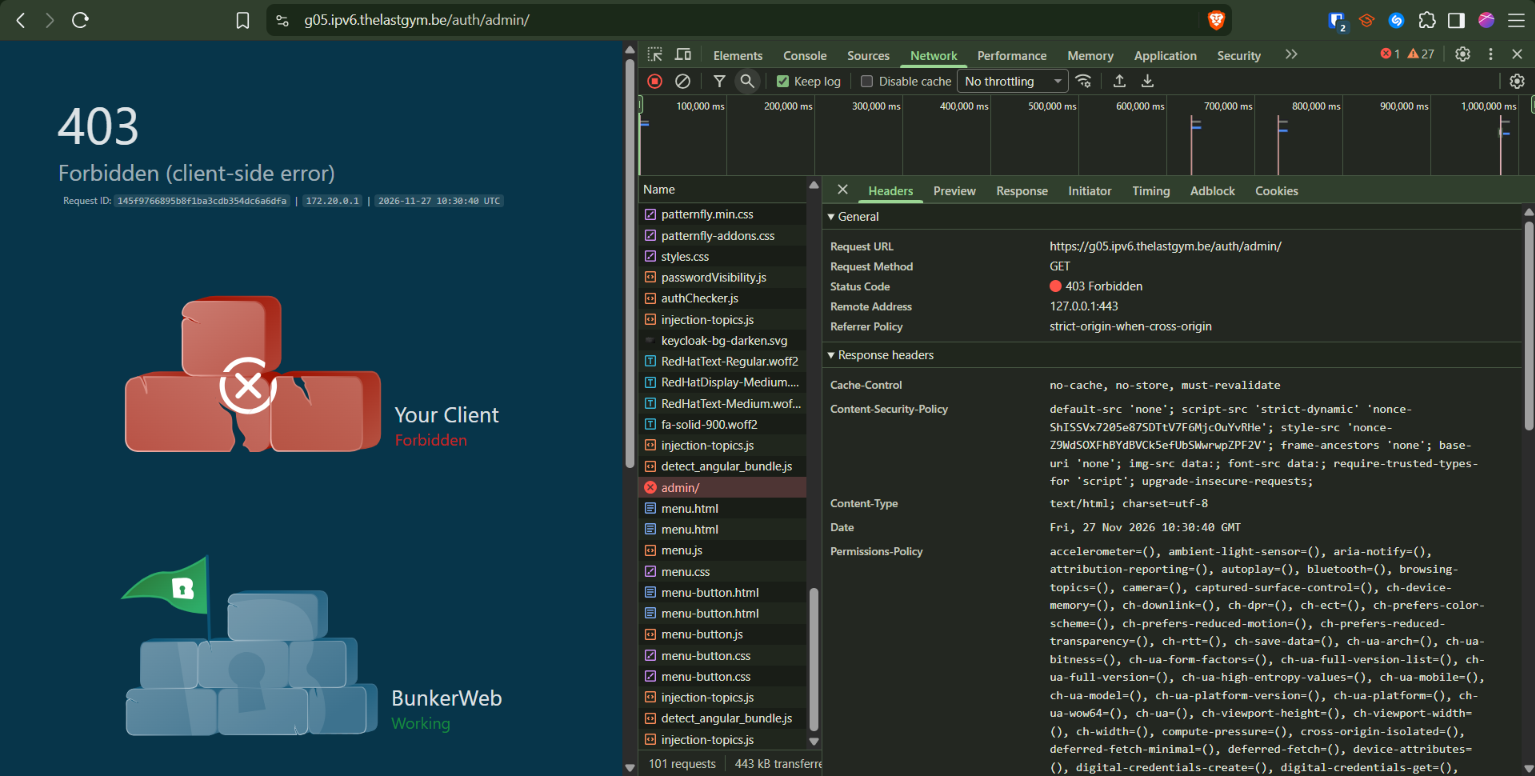 g05.ipv6.thelastgym.be/auth/admin/
2
403
Forbidden (client-side error)
Request ID: 145f9766895b8f1ba3cdb354dc6a6dfa | 172.20.0.1 | 2026-11-27 10:30:40 UTC
Your Client
Forbidden
BunkerWeb
Working
Elements Console Sources Network Performance Memory Application Security 1 27
Keep log Disable cache No throttling
100,000 ms 200,000 ms 300,000 ms 400,000 ms 500,000 ms 600,000 ms 700,000 ms 800,000 ms 900,000 ms 1,000,000 ms
Name
patternfly.min.css
patternfly-addons.css
styles.css
passwordVisibility.js
authChecker.js
injection-topics.js
keycloak-bg-darken.svg
RedHatText-Regular.woff2
RedHatDisplay-Medium....
RedHatText-Medium.wof...
fa-solid-900.woff2
injection-topics.js
detect_angular_bundle.js
admin/
menu.html
menu.html
menu.js
menu.css
menu-button.html
menu-button.html
menu-button.js
menu-button.css
menu-button.css
injection-topics.js
detect_angular_bundle.js
injection-topics.js
101 requests 443 kB transferre
Headers Preview Response Initiator Timing Adblock Cookies
General
Request URL https://g05.ipv6.thelastgym.be/auth/admin/
Request Method GET
Status Code 403 Forbidden
Remote Address 127.0.0.1:443
Referrer Policy strict-origin-when-cross-origin
Response headers
Cache-Control no-cache, no-store, must-revalidate
Content-Security-Policy default-src 'none'; script-src 'strict-dynamic' 'nonce-
ShISSVx7205e87SDTtV7F6MjcOuYvRHe'; style-src 'nonce-
Z9WdSOXFhBYdBVCk5efUbSWwrwpZPF2V'; frame-ancestors 'none'; base-
uri 'none'; img-src data:; font-src data:; require-trusted-types-
for 'script'; upgrade-insecure-requests;
Content-Type text/html; charset=utf-8
Date Fri, 27 Nov 2026 10:30:40 GMT
Permissions-Policy accelerometer=(), ambient-light-sensor=(), aria-notify=(),
attribution-reporting=(), autoplay=(), bluetooth=(), browsing-
topics=(), camera=(), captured-surface-control=(), ch-device-
memory=(), ch-downlink=(), ch-dpr=(), ch-ect=(), ch-prefers-color-
scheme=(), ch-prefers-reduced-motion=(), ch-prefers-reduced-
transparency=(), ch-rtt=(), ch-save-data=(), ch-ua-arch=(), ch-ua-
bitness=(), ch-ua-form-factors=(), ch-ua-full-version-list=(), ch-
ua-full-version=(), ch-ua-high-entropy-values=(), ch-ua-mobile=(),
ch-ua-model=(), ch-ua-platform-version=(), ch-ua-platform=(), ch-
ua-wow64=(), ch-ua=(), ch-viewport-height=(), ch-viewport-width=
(), ch-width=(), compute-pressure=(), cross-origin-isolated=(),
deferred-fetch-minimal=(), deferred-fetch=(), device-attributes=
(), digital-credentials-create=(), digital-credentials-get=(),